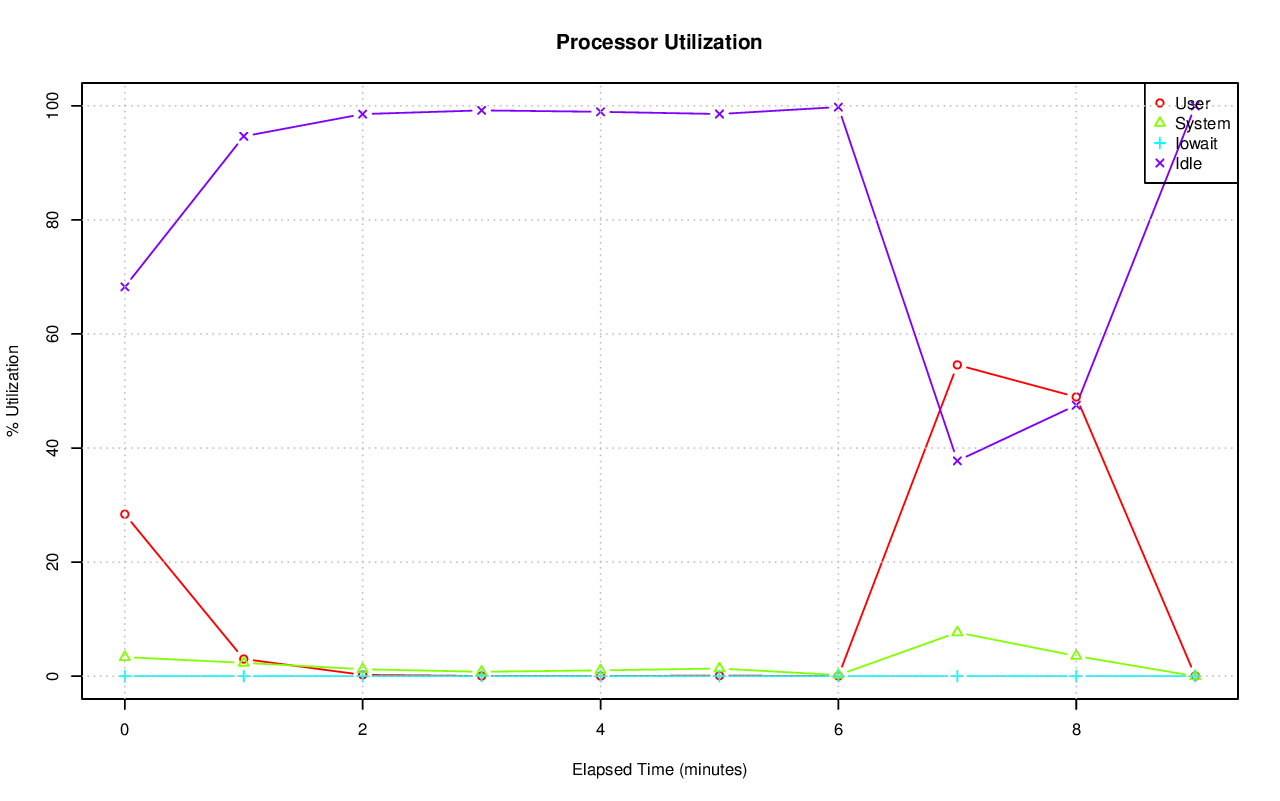 Processor Utilization
User
System
Iowait
Idle
100
80
60
40
20
0
% Utilization
0 2 4 6 8
Elapsed Time (minutes)